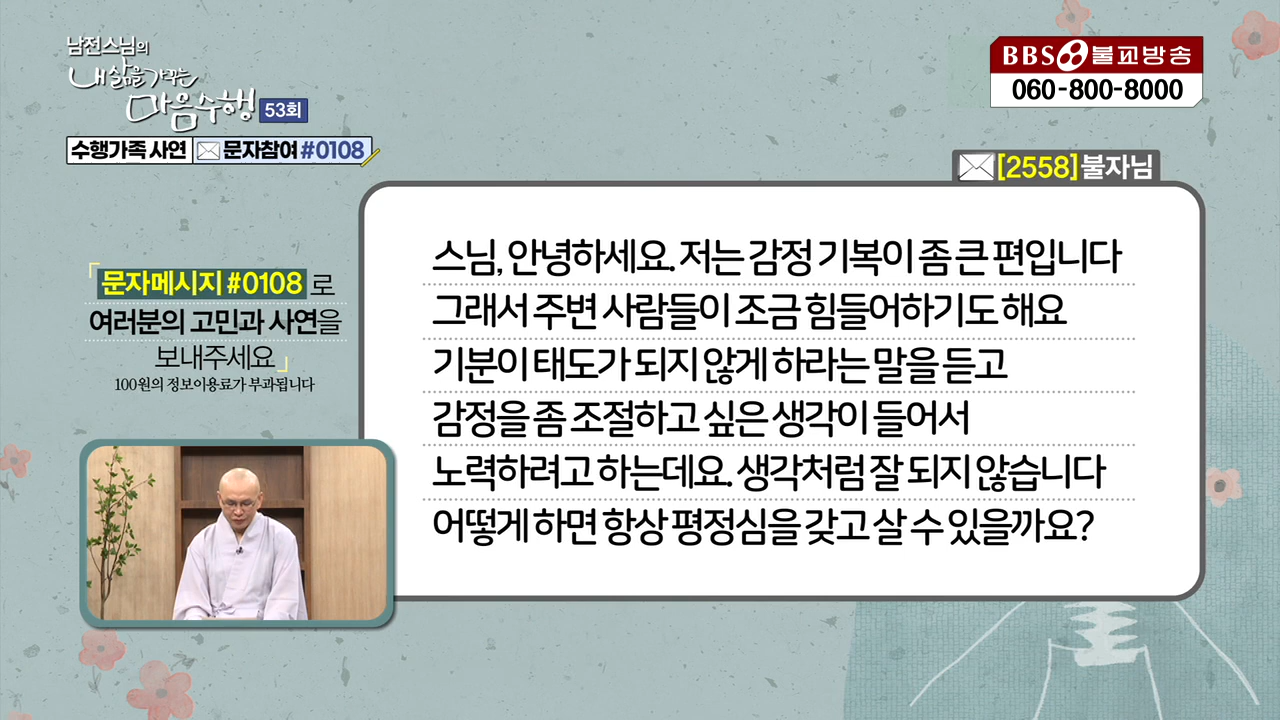 남전스님의
내 삶을 가꾸는
마음수행 53회
수행가족 사연 문자참여 #0108
BBS 불교방송
060-800-8000
[2558]불자님
스님, 안녕하세요. 저는 감정 기복이 좀 큰 편입니다
그래서 주변 사람들이 조금 힘들어하기도 해요
기분이 태도가 되지 않게 하라는 말을 듣고
감정을 좀 조절하고 싶은 생각이 들어서
노력하려고 하는데요. 생각처럼 잘 되지 않습니다
어떻게 하면 항상 평정심을 갖고 살 수 있을까요?
「문자메시지 #0108 로
여러분의 고민과 사연을
보내주세요」
100원의 정보이용료가 부과됩니다